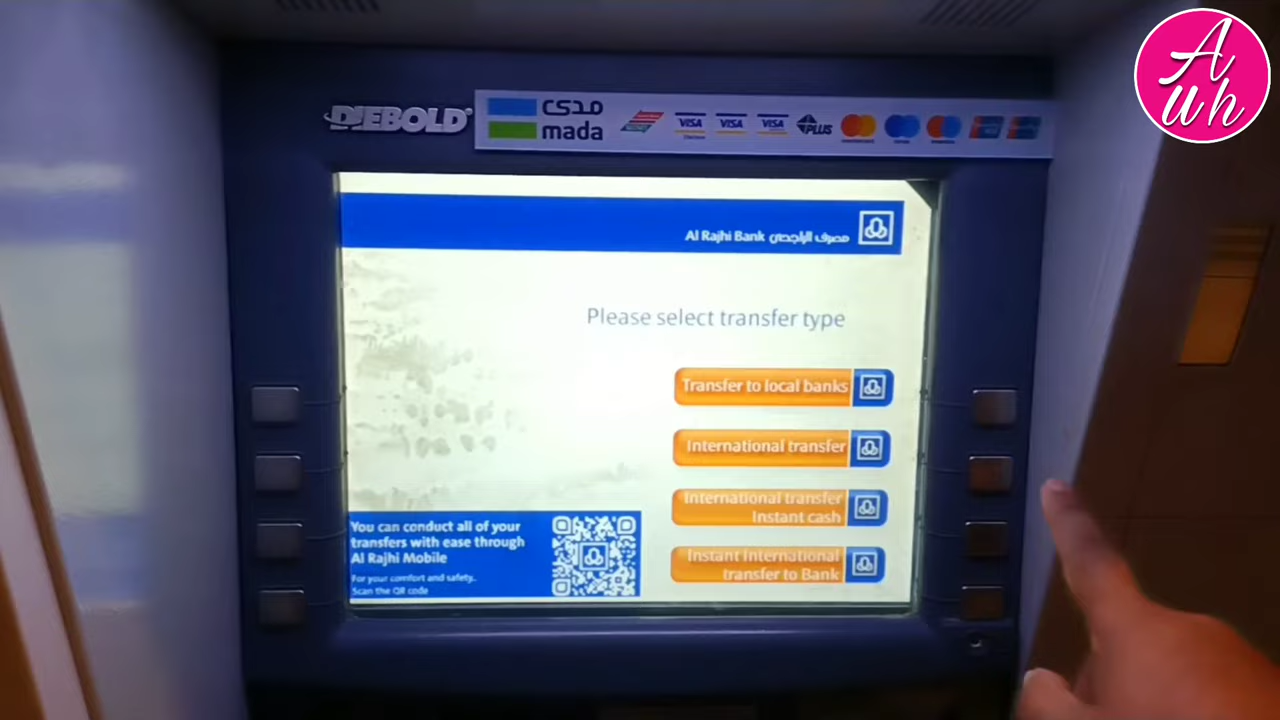 A
wh
DIEBOLD
مدى
mada
VISA
VISA
VISA
PLUS
Al Rajhi Bank مصرف الراجحي
Please select transfer type
Transfer to local banks
International transfer
International transfer
Instant cash
Instant International
transfer to Bank
You can conduct all of your
transfers with ease through
Al Rajhi Mobile
For your comfort and safety..
Scan the QR code